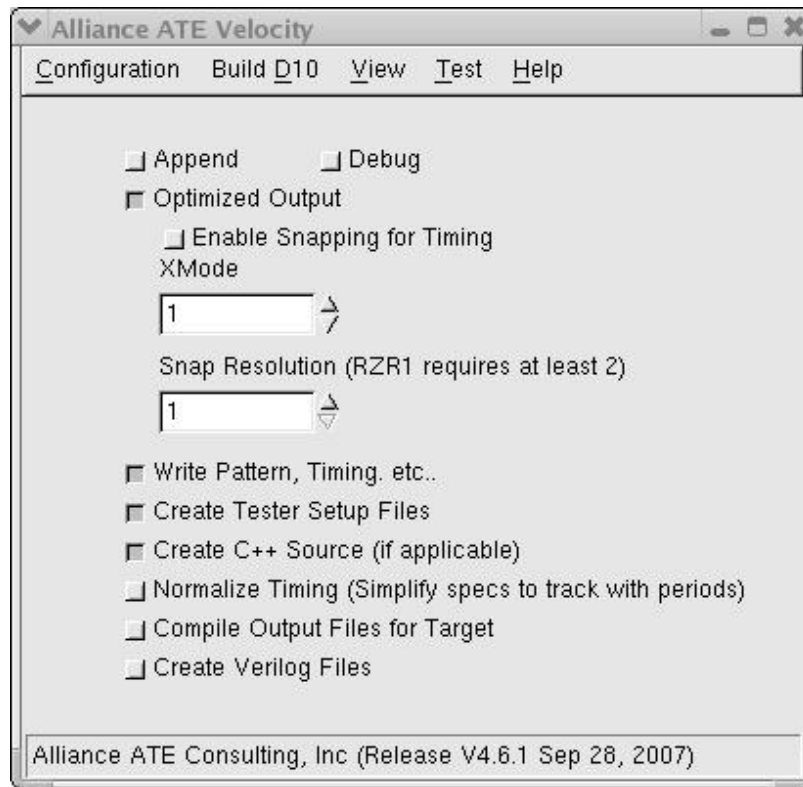 Alliance ATE Velocity
Configuration Build D10 View Test Help
Append Debug
Optimized Output
Enable Snapping for Timing
XMode
1
Snap Resolution (RZR1 requires at least 2)
1
Write Pattern, Timing. etc..
Create Tester Setup Files
Create C++ Source (if applicable)
Normalize Timing (Simplify specs to track with periods)
Compile Output Files for Target
Create Verilog Files
Alliance ATE Consulting, Inc (Release V4.6.1 Sep 28, 2007)